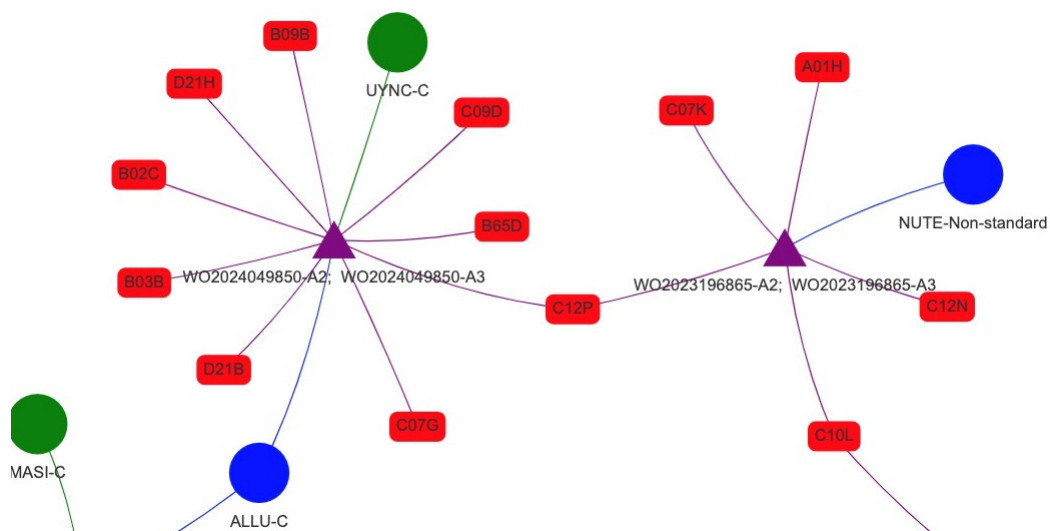 B09B
A01H
D21H
UYNC-C
C07K
C09D
B02C
B65D
NUTE-Non-standard
B03B
WO2024049850-A2; WO2024049850-A3
WO2023196865-A2; WO2023196865-A3
C12P
C12N
D21B
C07G
C10L
MASI-C
ALLU-C